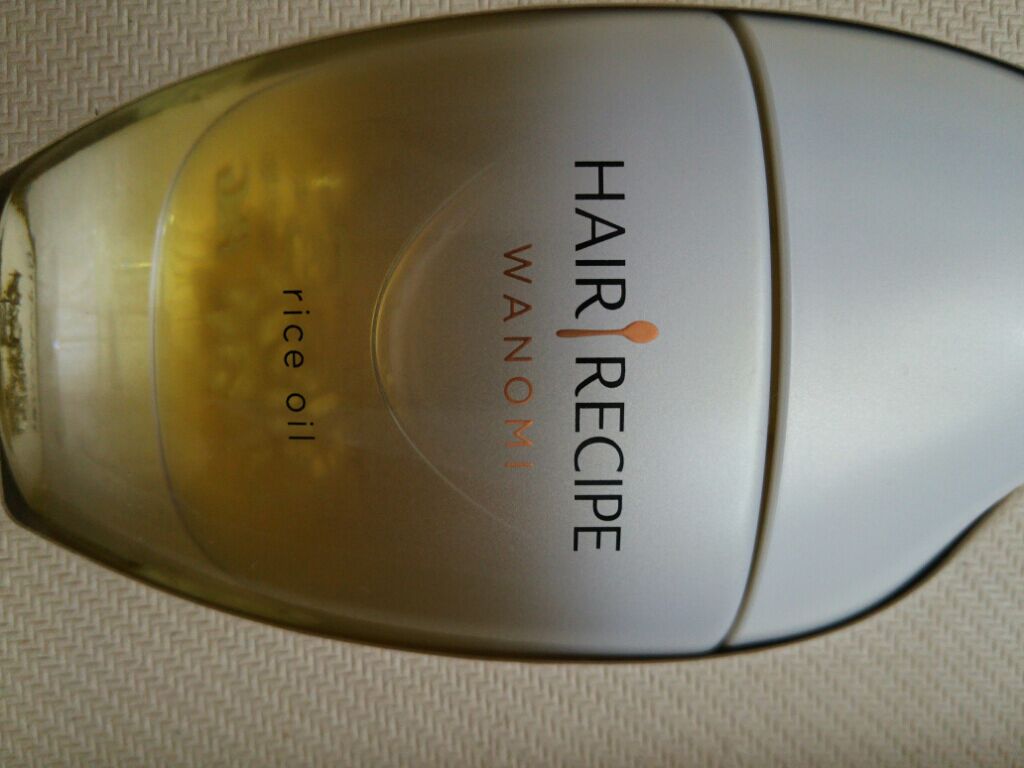 HAIR RECIPE
WANOMI
rice oil